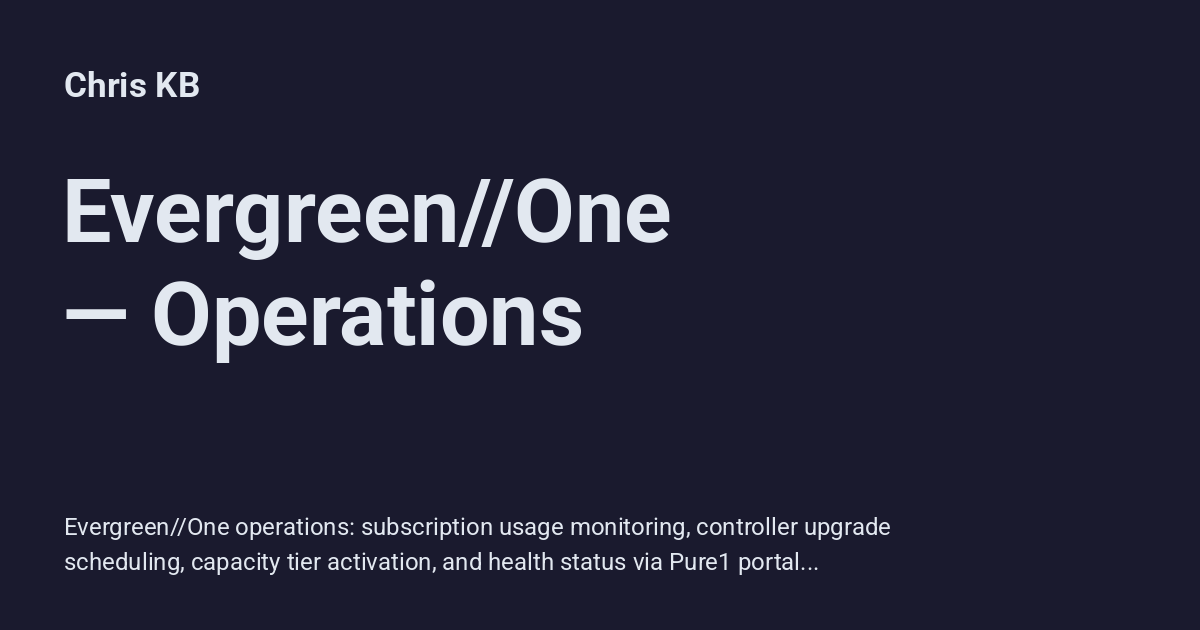 Chris KB
Evergreen//One
— Operations
Evergreen//One operations: subscription usage monitoring, controller upgrade
scheduling, capacity tier activation, and health status via Pure1 portal...